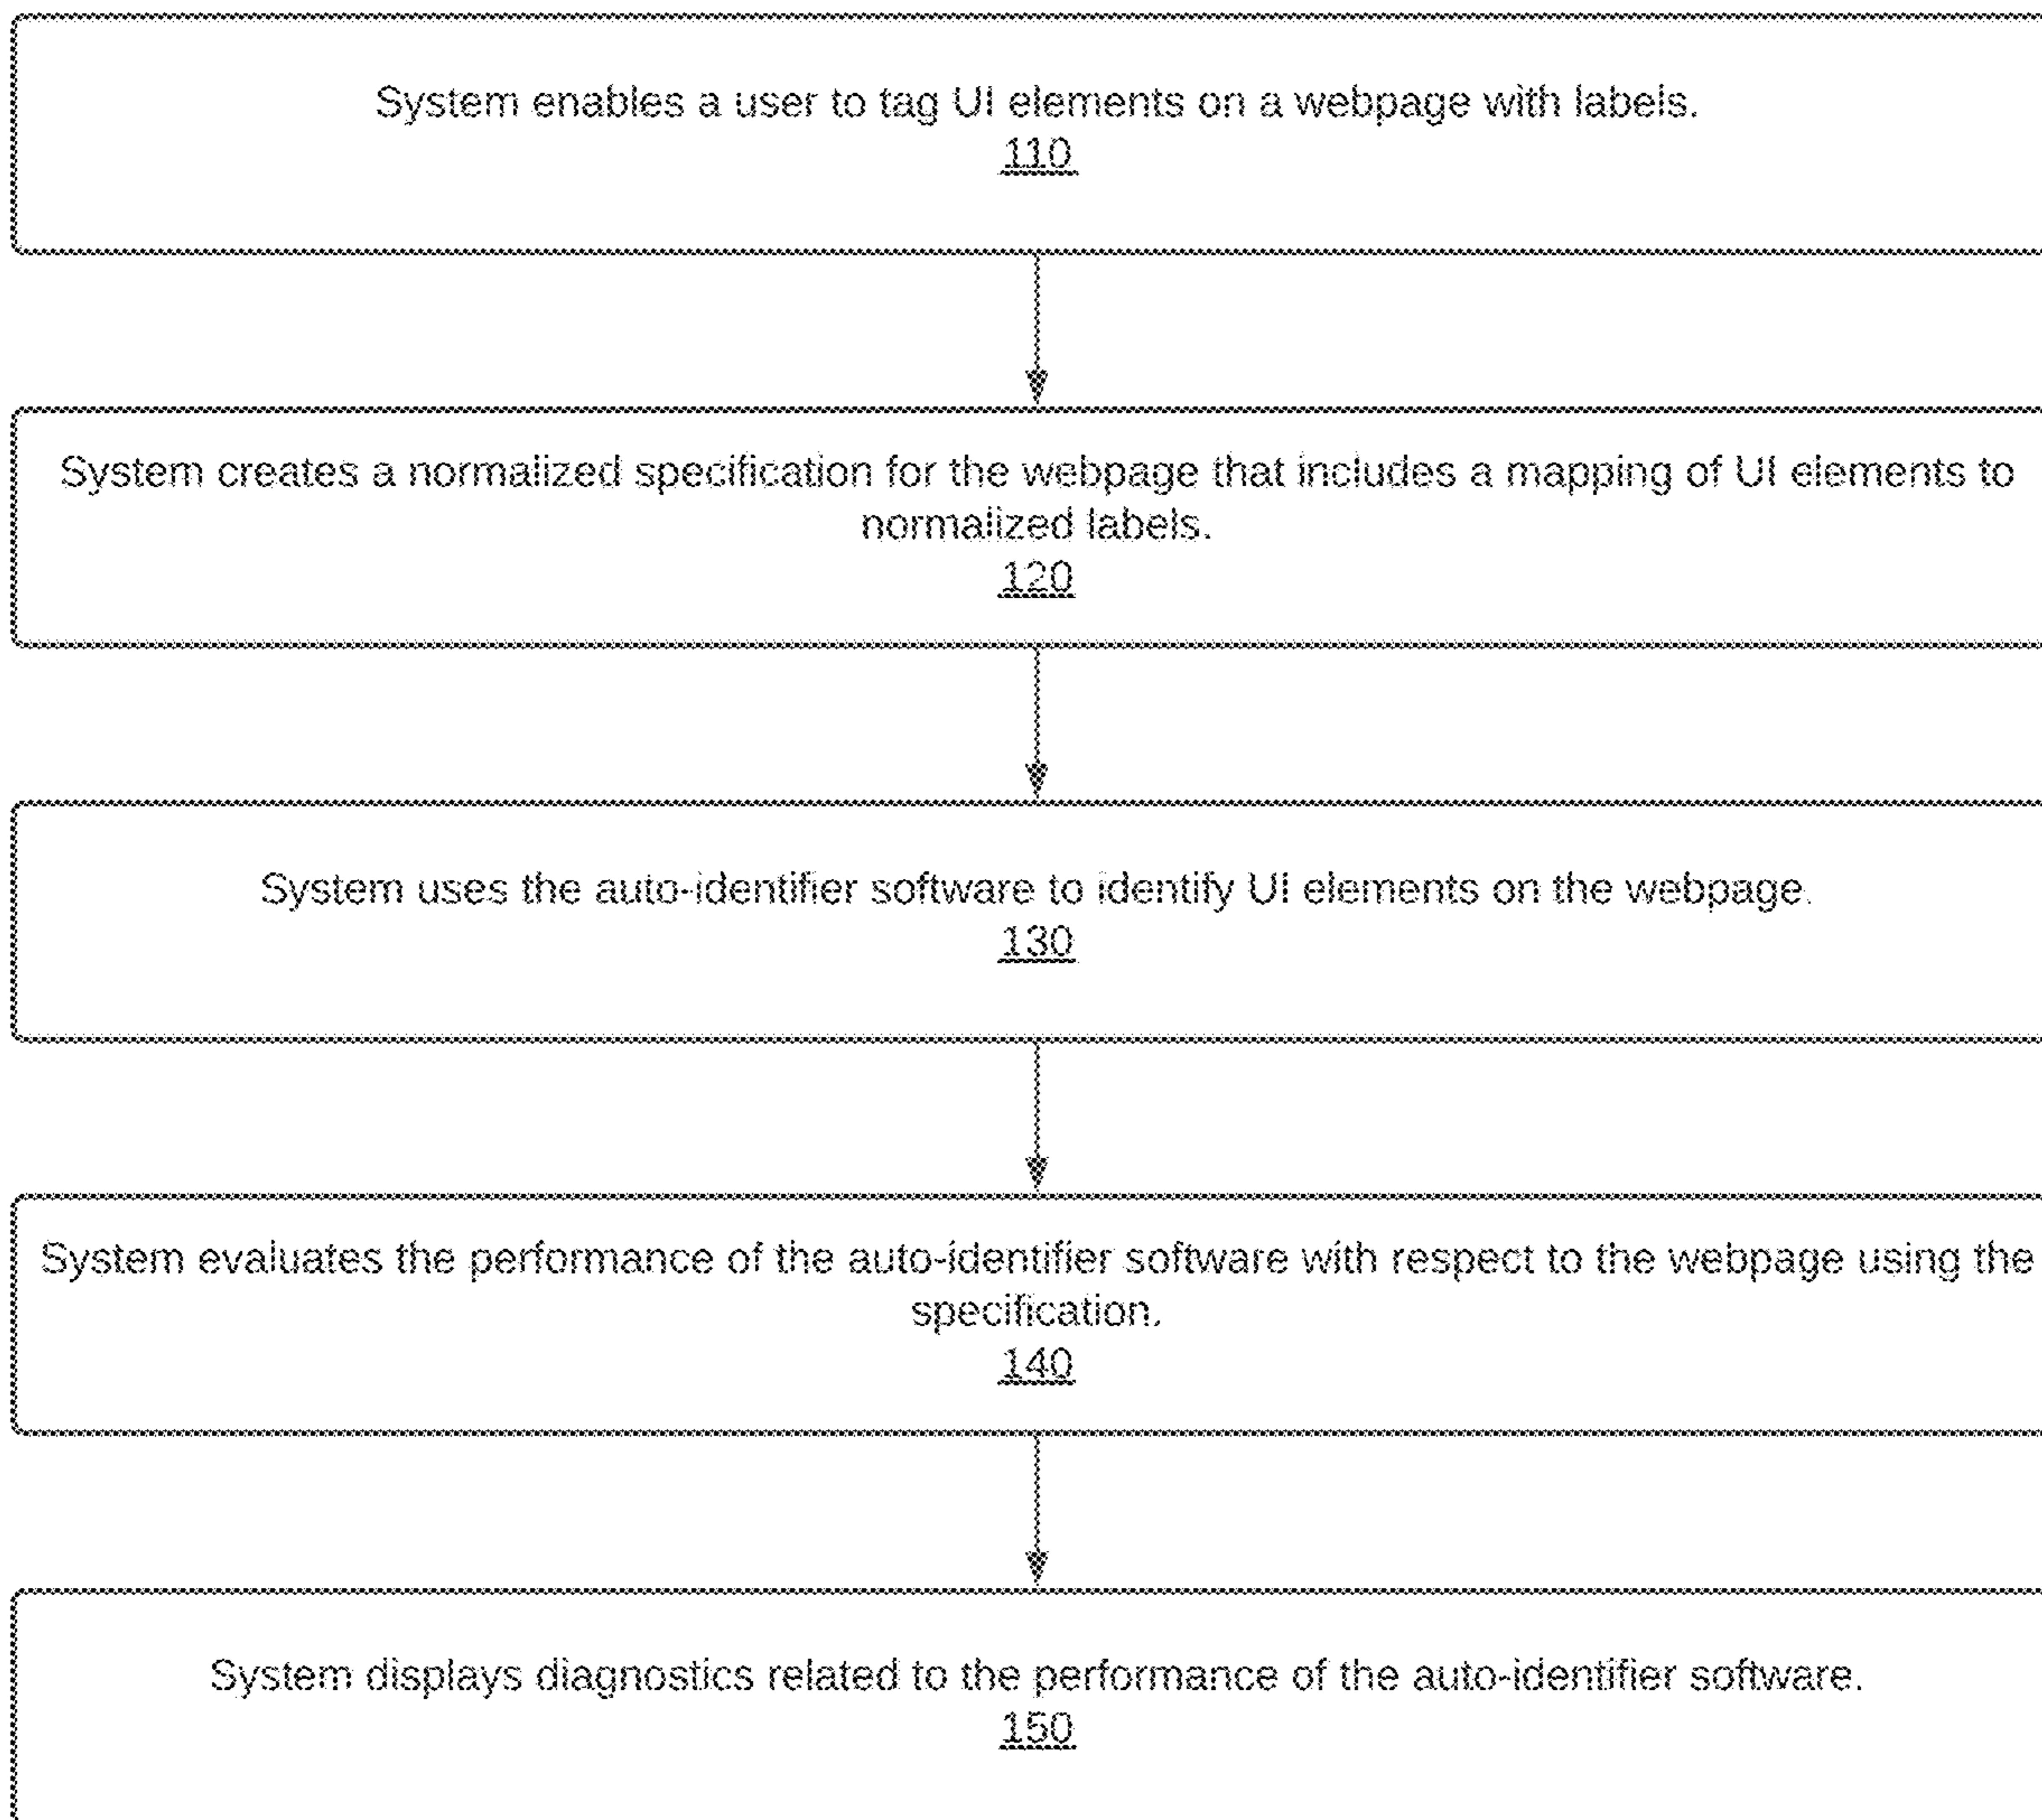 System enables a user to tag UI elements on a webpage with labels.
110
System creates a normalized specification for the webpage that includes a mapping of UI elements to
normalized labels.
120
System uses the auto-identifier software to identify UI elements on the webpage.
130
System evaluates the performance of the auto-identifier software with respect to the webpage using the
specification.
140
System displays diagnostics related to the performance of the auto-identifier software.
150